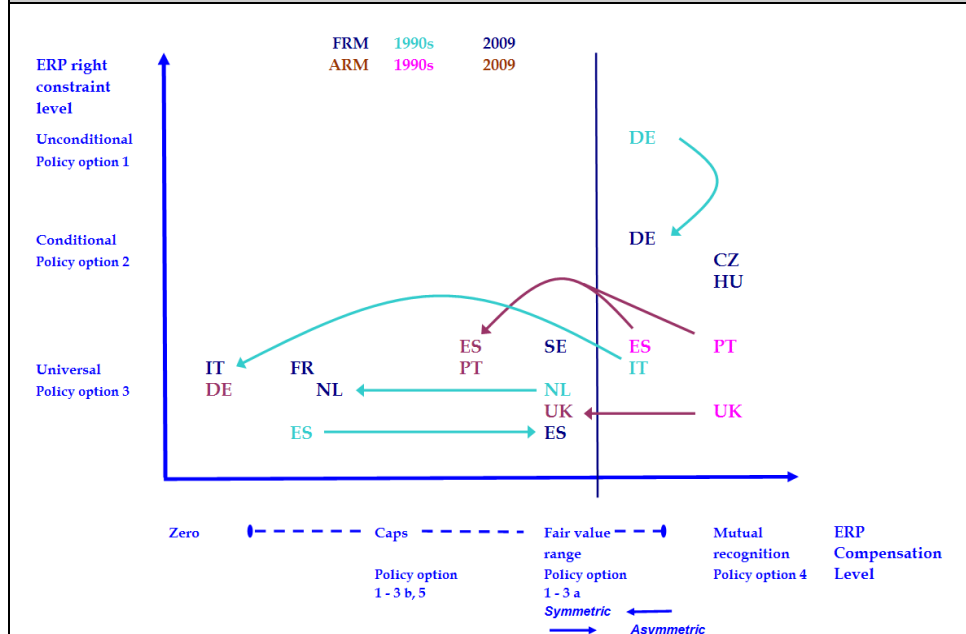 FRM 1990s 2009
ARM 1990s 2009
ERP right
constraint
level
Unconditional
Policy option 1
DE
Conditional
Policy option 2
DE
CZ
HU
ES SE ES PT
Universal
Policy option 3
IT FR PT IT
DE NL NL
UK UK
ES ES
Zero Caps Fair value Mutual ERP
range recognition Compensation
Policy option Policy option Policy option 4 Level
1 - 3 b, 5 1 - 3 a
Symmetric
Asymmetric